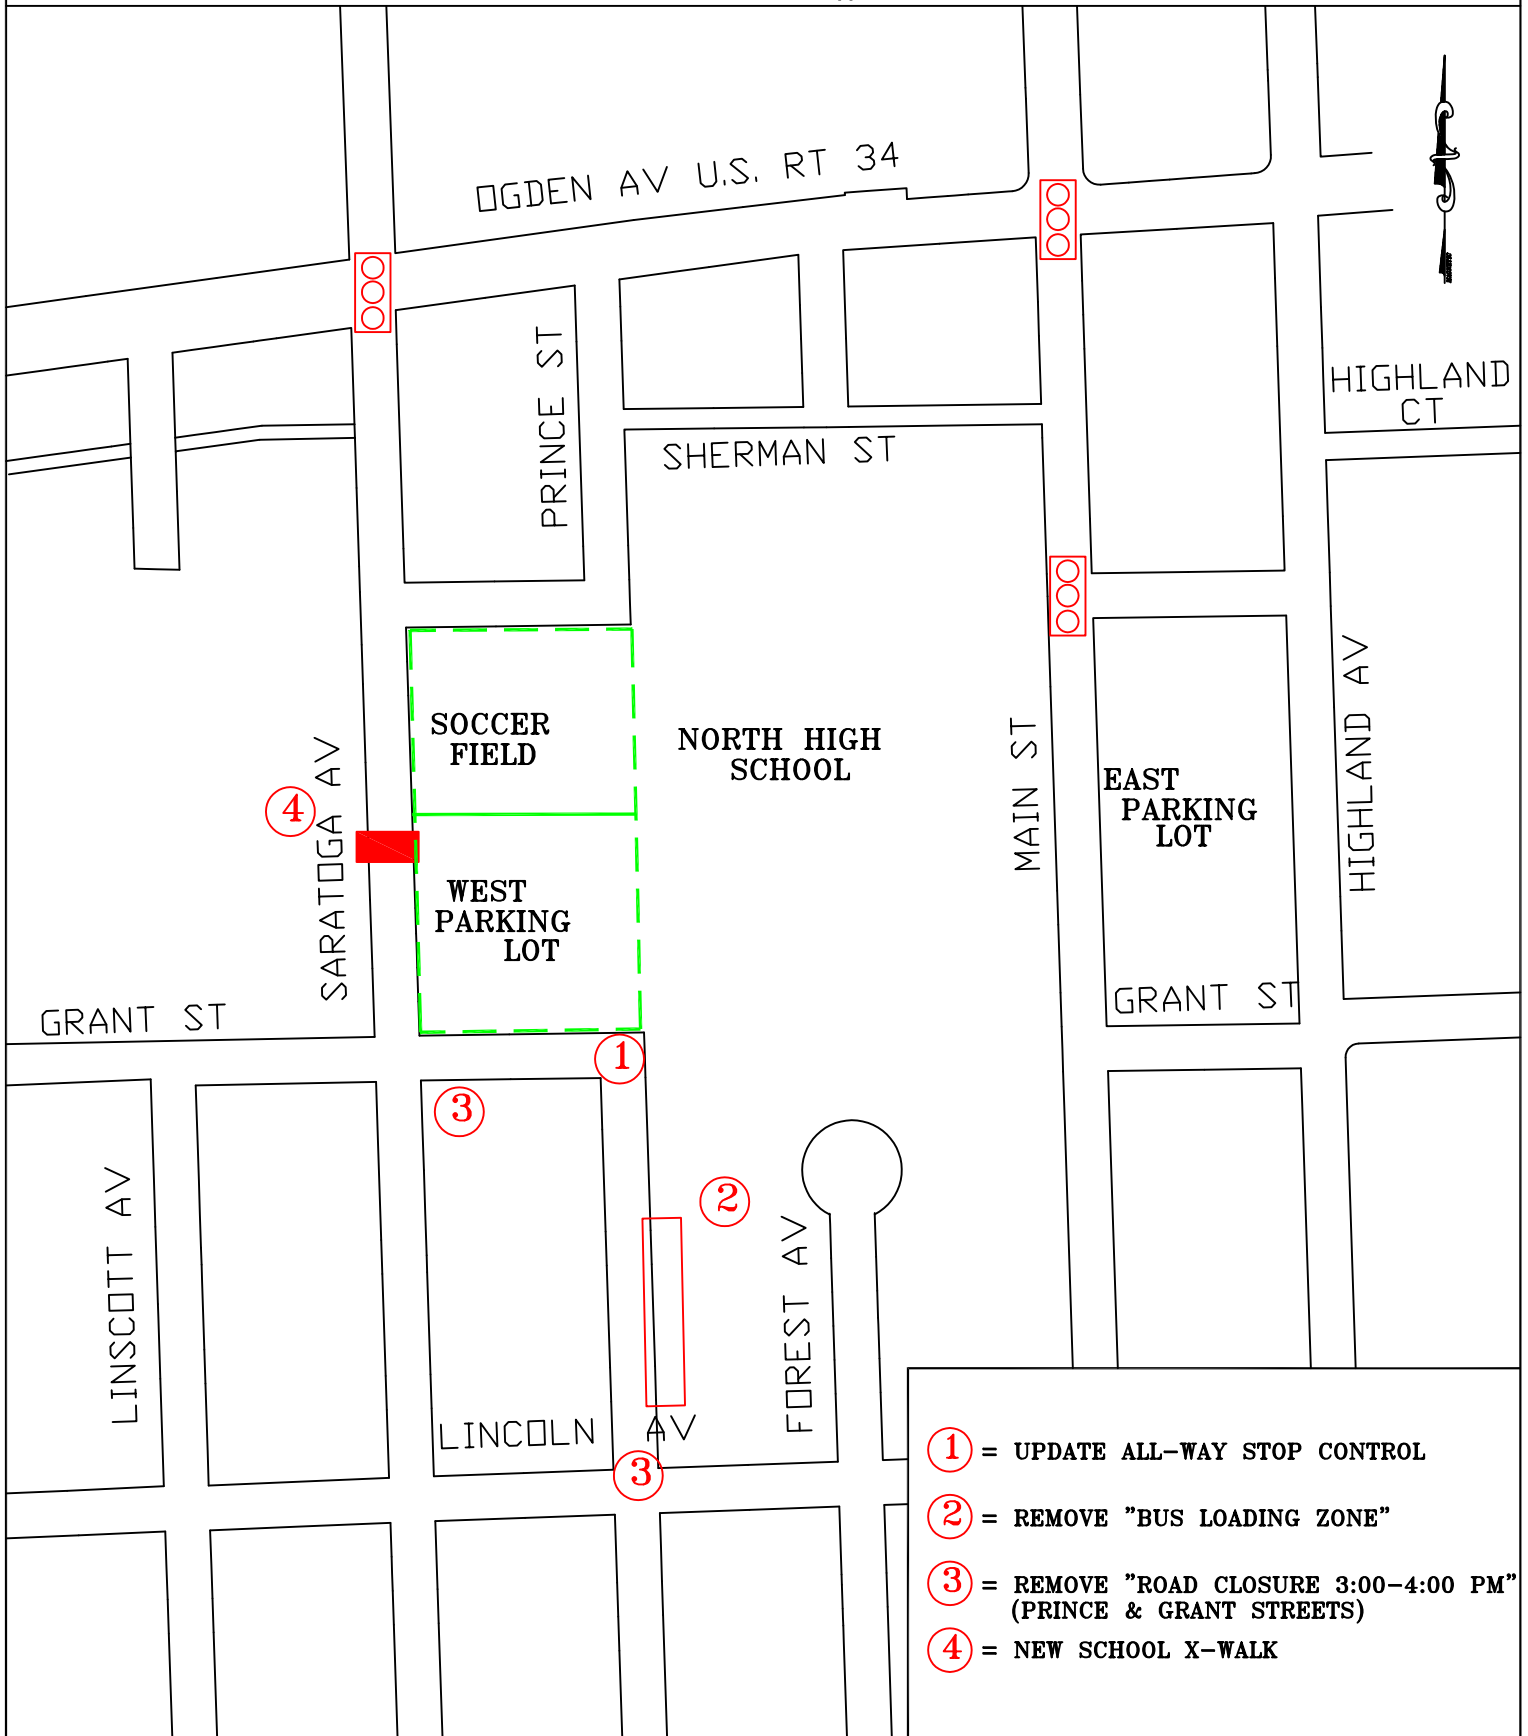 OGDEN AV U.S. RT 34
PRINCE ST
SHERMAN ST
HIGHLAND
CT
SOCCER
FIELD
NORTH HIGH
SCHOOL
MAIN ST
EAST
PARKING
LOT
HIGHLAND AV
4
SARATOGA AV
WEST
PARKING
LOT
GRANT ST
GRANT ST
1
3
2
LINSCOTT AV
FOREST AV
LINCOLN AV
3
1 = UPDATE ALL-WAY STOP CONTROL
2 = REMOVE "BUS LOADING ZONE"
3 = REMOVE "ROAD CLOSURE 3:00-4:00 PM"
(PRINCE & GRANT STREETS)
4 = NEW SCHOOL X-WALK